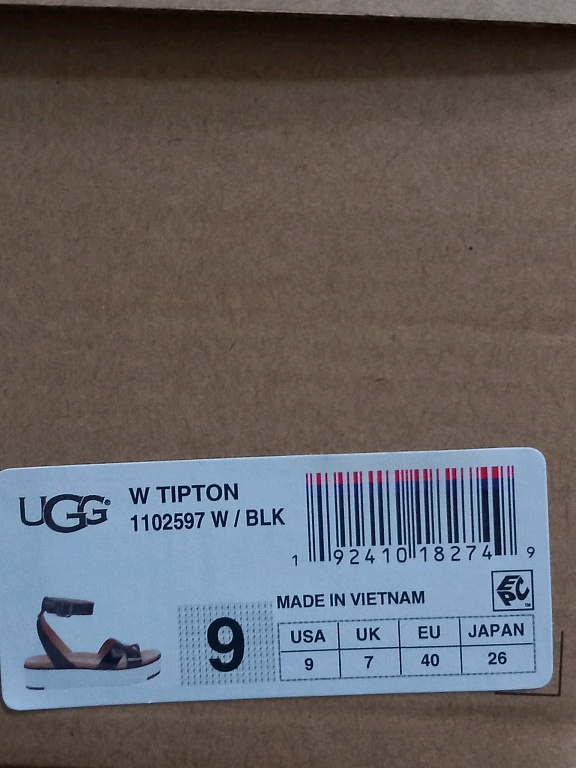 UGG®
W TIPTON
1102597 W / BLK
1 92410 18274 9
EPC™
MADE IN VIETNAM
9
USA UK EU JAPAN
9 7 40 26